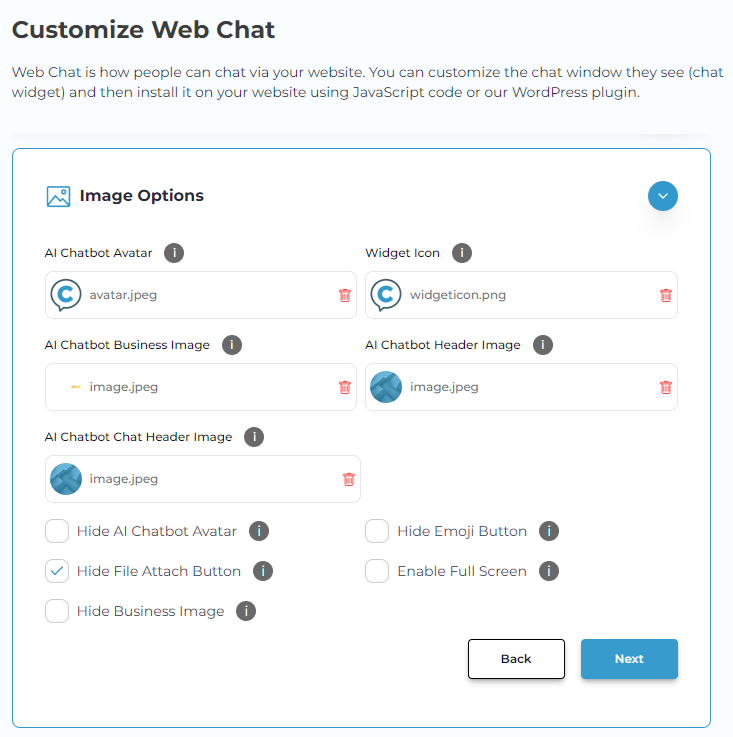 Customize Web Chat
Web Chat is how people can chat via your website. You can customize the chat window they see (chat
widget) and then install it on your website using JavaScript code or our WordPress plugin.
Image Options
AI Chatbot Avatar i
Widget Icon i
C avatar.jpeg
C widgeticon.png
AI Chatbot Business Image i
AI Chatbot Header Image i
image.jpeg
image.jpeg
AI Chatbot Chat Header Image i
image.jpeg
Hide AI Chatbot Avatar i
Hide Emoji Button i
Hide File Attach Button i
Enable Full Screen i
Hide Business Image i
Back
Next